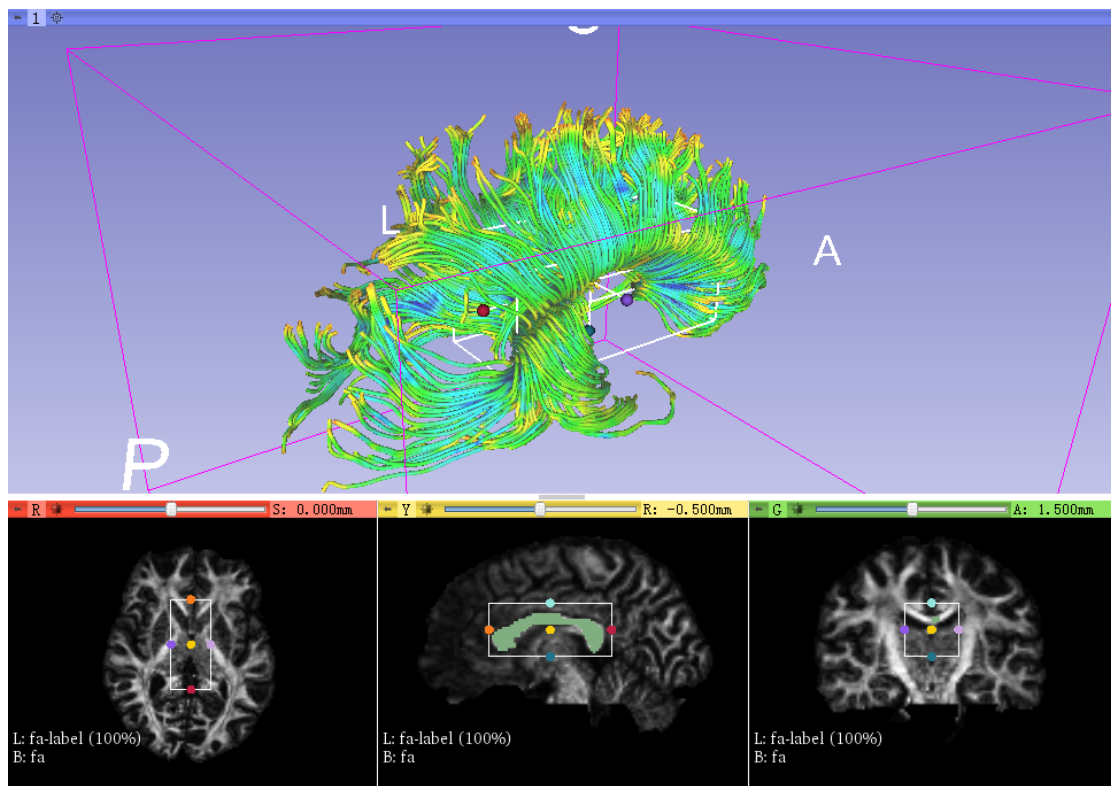 1
S
L
A
P
R S: 0.000mm
Y R: -0.500mm
G A: 1.500mm
L: fa-label (100%)
B: fa
L: fa-label (100%)
B: fa
L: fa-label (100%)
B: fa